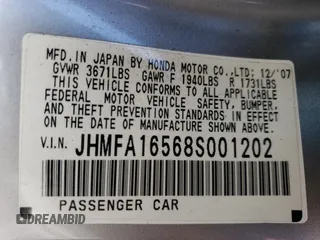 MFD. IN JAPAN BY HONDA MOTOR CO., LTD; 12/'07
GVWR 3671LBS GAWR F 1940LBS R 1731LBS
THIS VEHICLE CONFORMS TO ALL APPLICABLE
FEDERAL MOTOR VEHICLE SAFETY, BUMPER,
AND THEFT PREVENTION STANDARDS IN EFFECT
ON THE DATE OF MANUFACTURE SHOWN ABOVE.
V.I.N. JHMFA16568S001202
PASSENGER CAR
DREAMBID